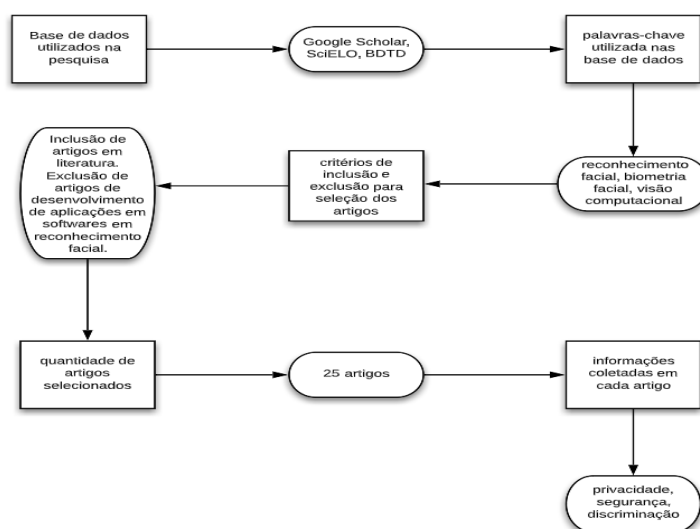 Base de dados
utilizados na
pesquisa
Google Scholar,
SciELO, BDTD
palavras-chave
utilizada nas
base de dados
reconhecimento
facial, biometria
facial, visão
computacional
critérios de
inclusão e
exclusão para
seleção dos
artigos
Inclusão de
artigos em
literatura.
Exclusão de
artigos de
desenvolvimento
de aplicações em
softwares em
reconhecimento
facial.
quantidade de
artigos
selecionados
25 artigos
informações
coletadas em
cada artigo
privacidade,
segurança,
discriminação